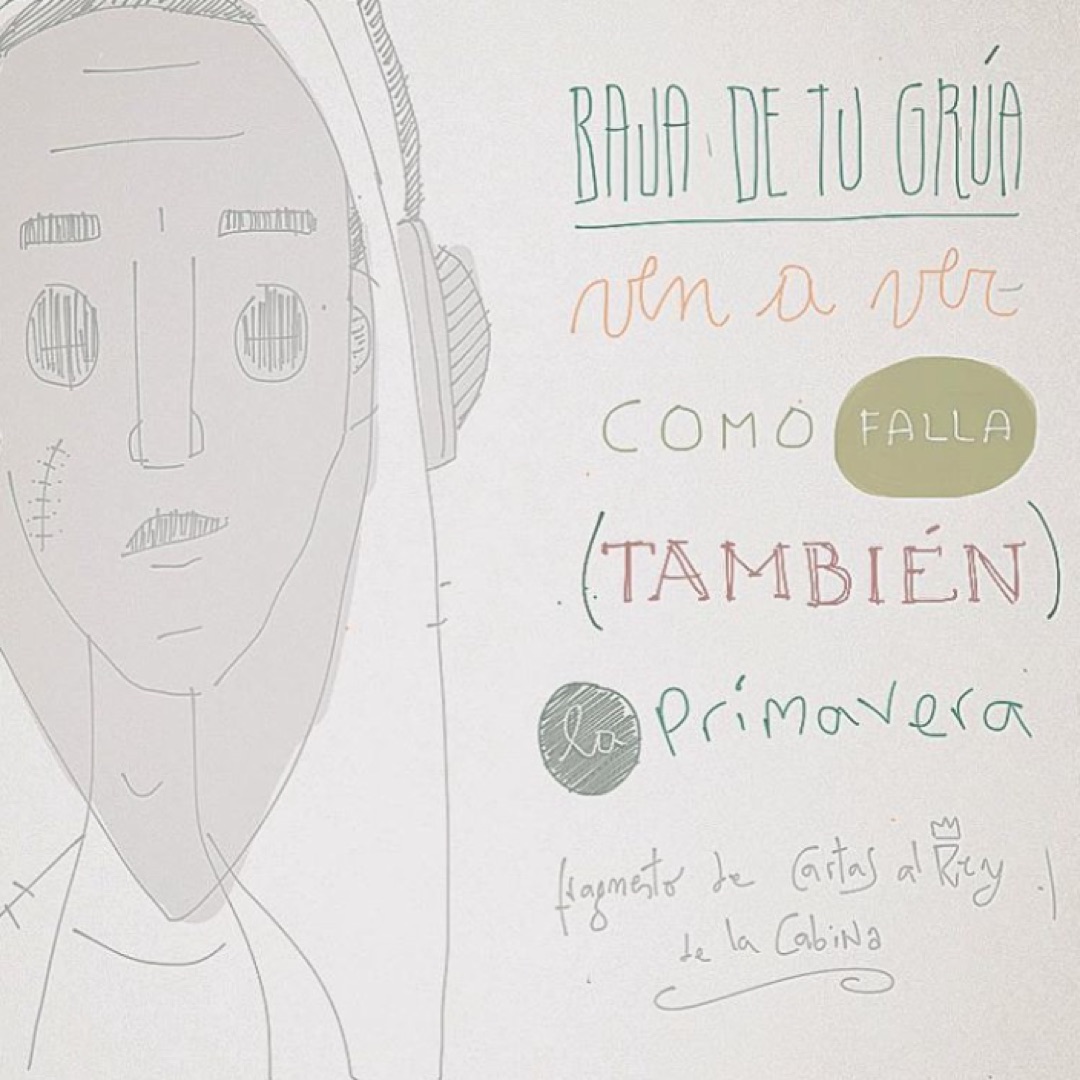 BAJA DE TU GRÚA
ven a ver
COMO FALLA
(TAMBIÉN)
la primavera
fragmento de Cartas al Rey
de la Cabina